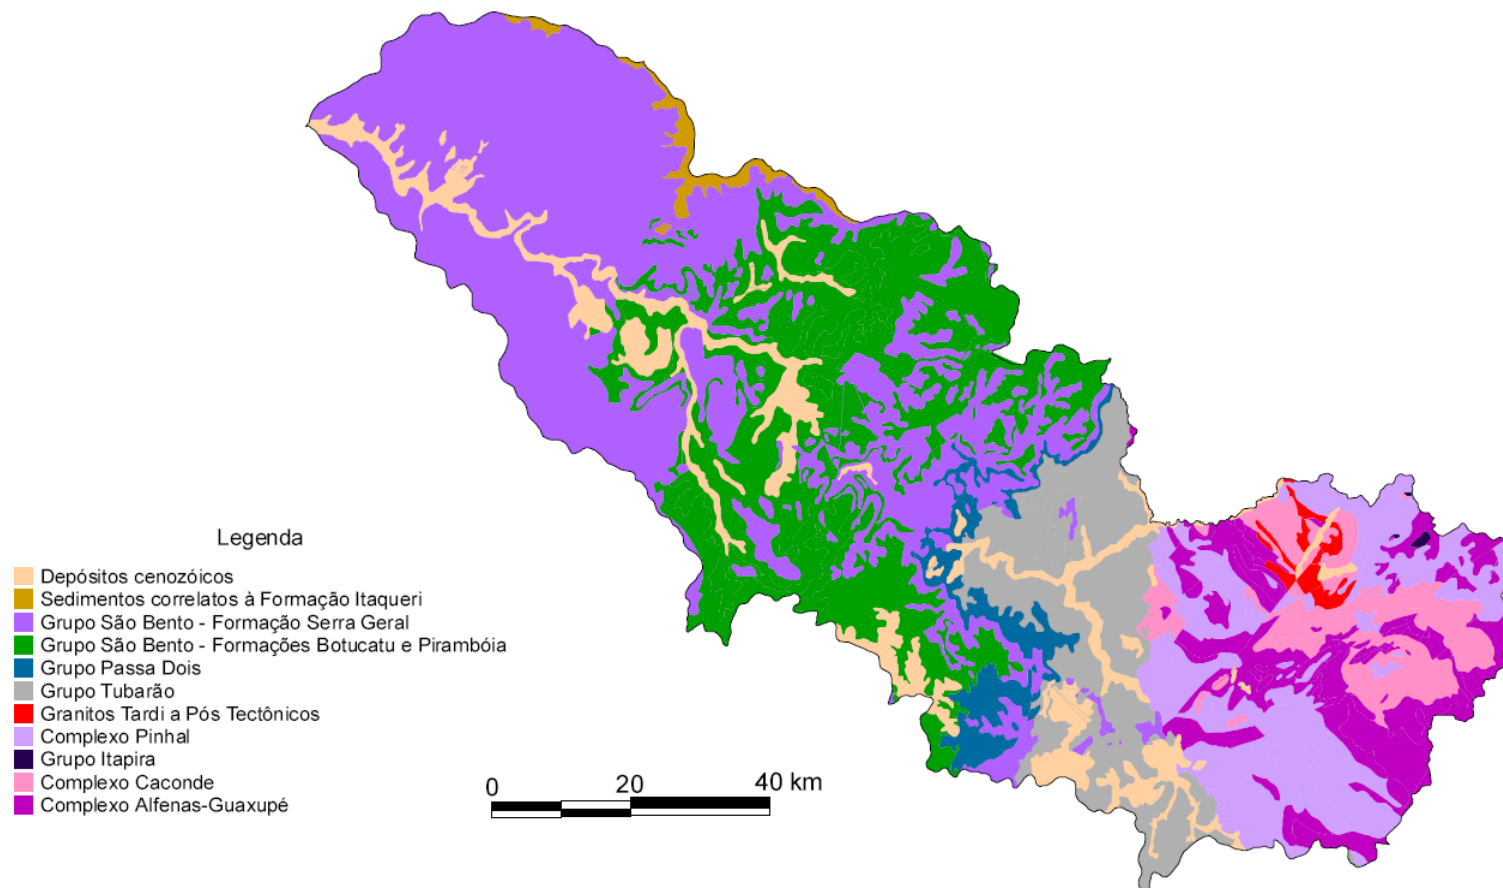 Legenda
Depósitos cenozóicos
Sedimentos correlatos à Formação Itaqueri
Grupo São Bento - Formação Serra Geral
Grupo São Bento - Formações Botucatu e Pirambóia
Grupo Passa Dois
Grupo Tubarão
Granitos Tardi a Pós Tectônicos
Complexo Pinhal
Grupo Itapira
Complexo Caconde
Complexo Alfenas-Guaxupé
0 20 40 km